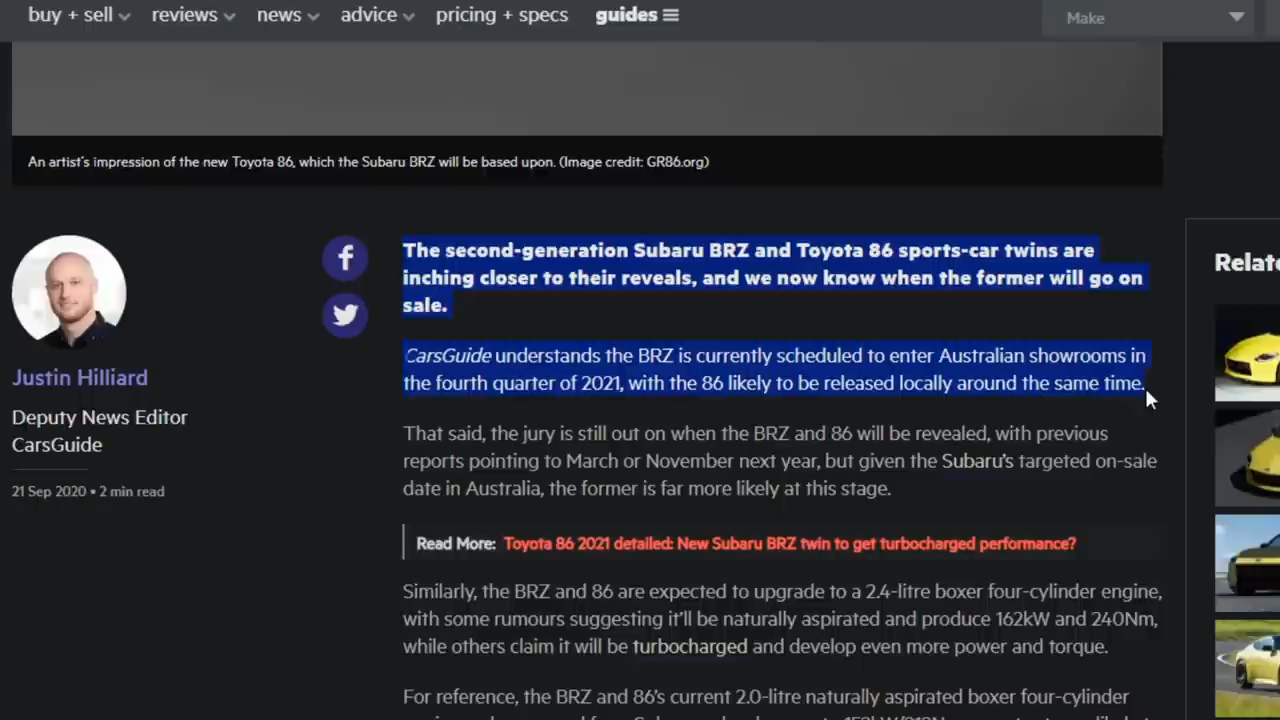 buy + sell reviews news advice pricing + specs guides Make
An artist's impression of the new Toyota 86, which the Subaru BRZ will be based upon. (Image credit: GR86.org)
Justin Hilliard
Deputy News Editor
CarsGuide
21 Sep 2020 • 2 min read
The second-generation Subaru BRZ and Toyota 86 sports-car twins are
inching closer to their reveals, and we now know when the former will go on
sale.
CarsGuide understands the BRZ is currently scheduled to enter Australian showrooms in
the fourth quarter of 2021, with the 86 likely to be released locally around the same time.
That said, the jury is still out on when the BRZ and 86 will be revealed, with previous
reports pointing to March or November next year, but given the Subaru's targeted on-sale
date in Australia, the former is far more likely at this stage.
Read More: Toyota 86 2021 detailed: New Subaru BRZ twin to get turbocharged performance?
Similarly, the BRZ and 86 are expected to upgrade to a 2.4-litre boxer four-cylinder engine,
with some rumours suggesting it'll be naturally aspirated and produce 162kW and 240Nm,
while others claim it will be turbocharged and develop even more power and torque.
For reference, the BRZ and 86's current 2.0-litre naturally aspirated boxer four-cylinder